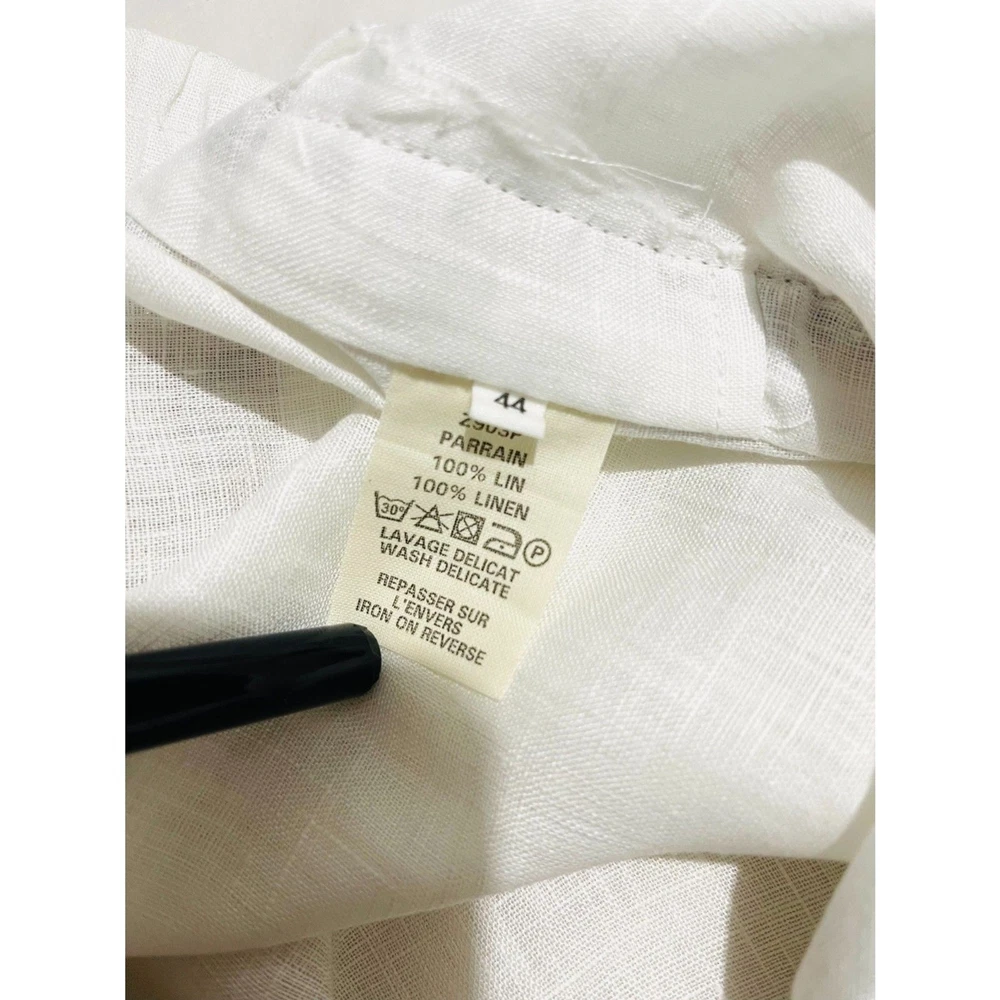 44
PARRAIN
100% LIN
100% LINEN
30° P
LAVAGE DELICAT
WASH DELICATE
REPASSER SUR
L'ENVERS
IRON ON REVERSE